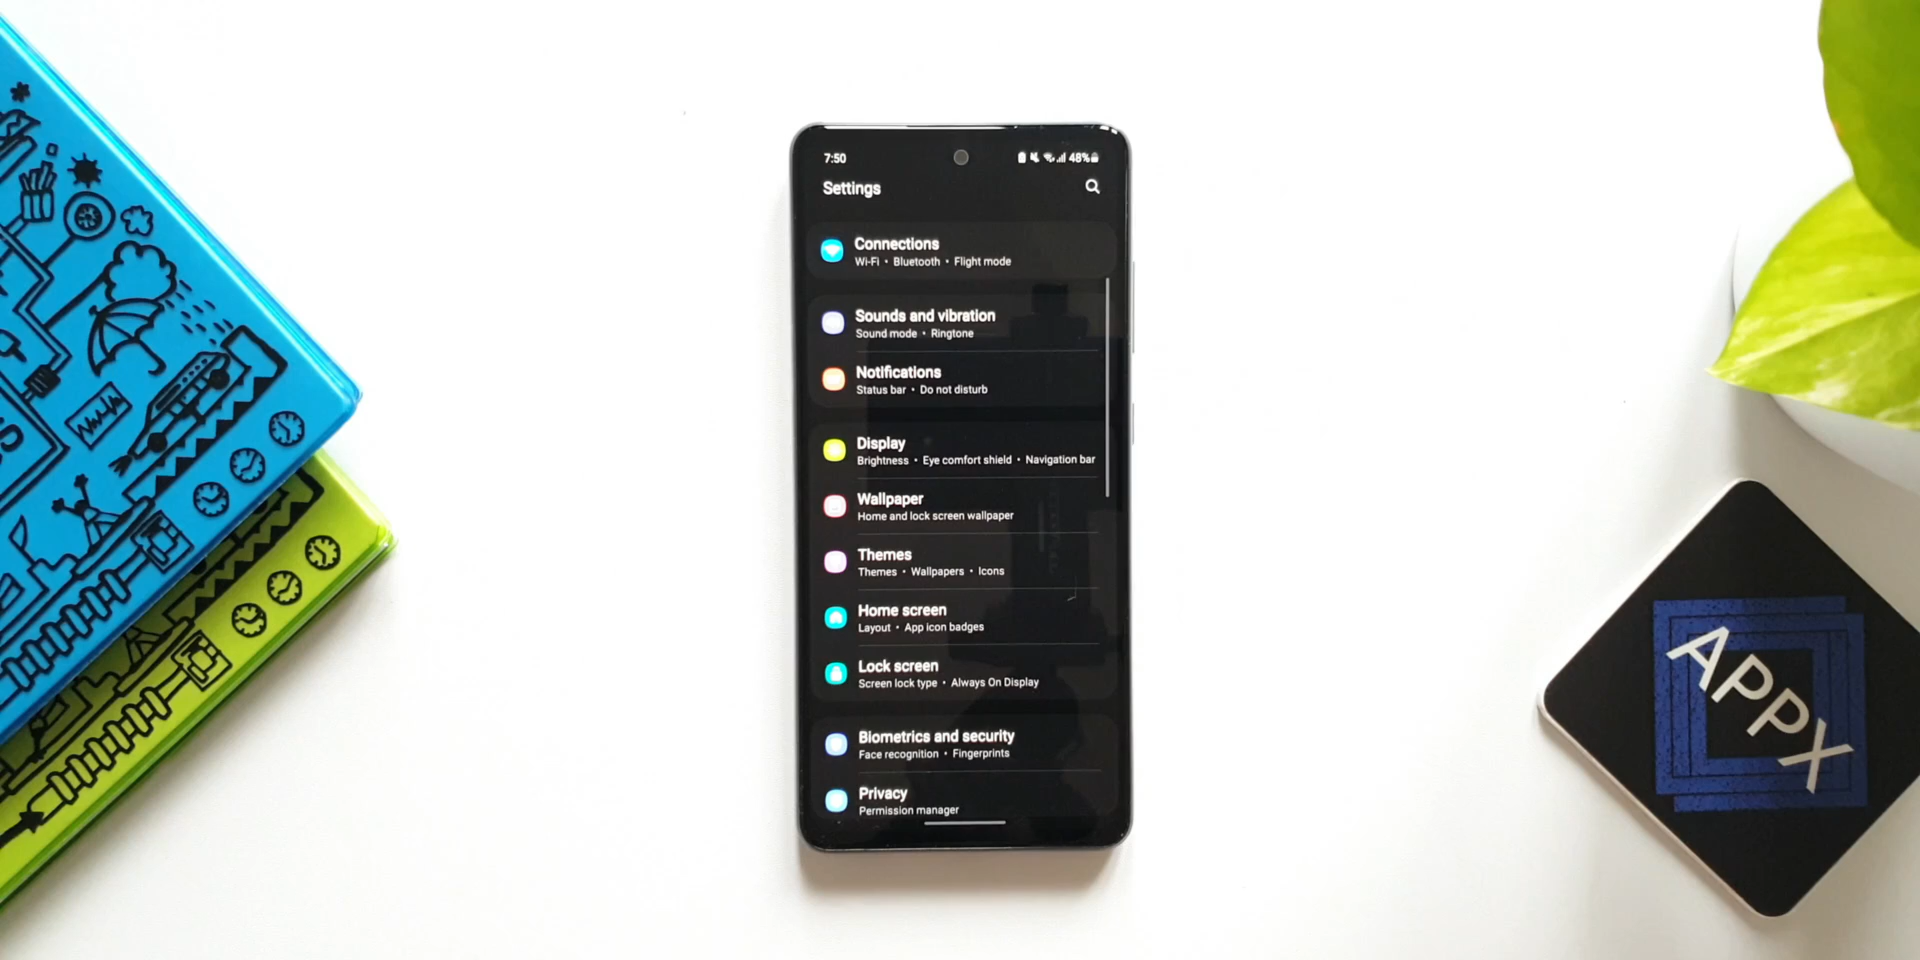 7:50
48%
Settings
Connections
Wi-Fi • Bluetooth • Flight mode
Sounds and vibration
Sound mode • Ringtone
Notifications
Status bar • Do not disturb
Display
Brightness • Eye comfort shield • Navigation bar
Wallpaper
Home and lock screen wallpaper
Themes
Themes • Wallpapers • Icons
Home screen
Layout • App icon badges
Lock screen
Screen lock type • Always On Display
Biometrics and security
Face recognition • Fingerprints
Privacy
Permission manager
APPX